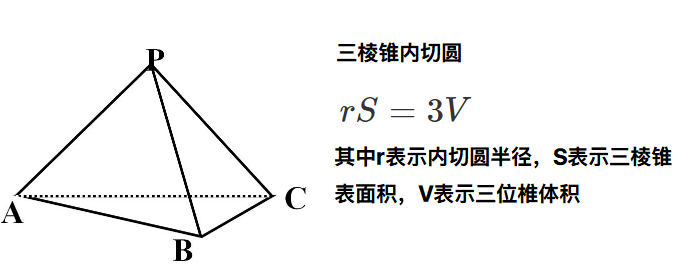 P
三棱锥内切圆
rS = 3V
其中r表示内切圆半径，S表示三棱锥
表面积，V表示三位椎体积
A
C
B